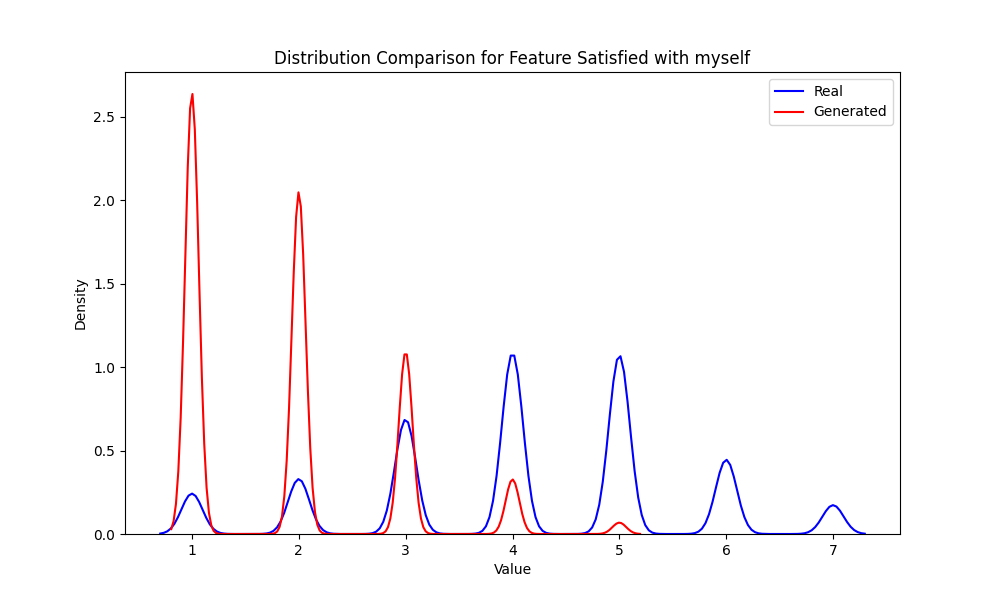 Distribution Comparison for Feature Satisfied with myself
Real
Generated
Density
2.5
2.0
1.5
1.0
0.5
0.0
1 2 3 4 5 6 7
Value